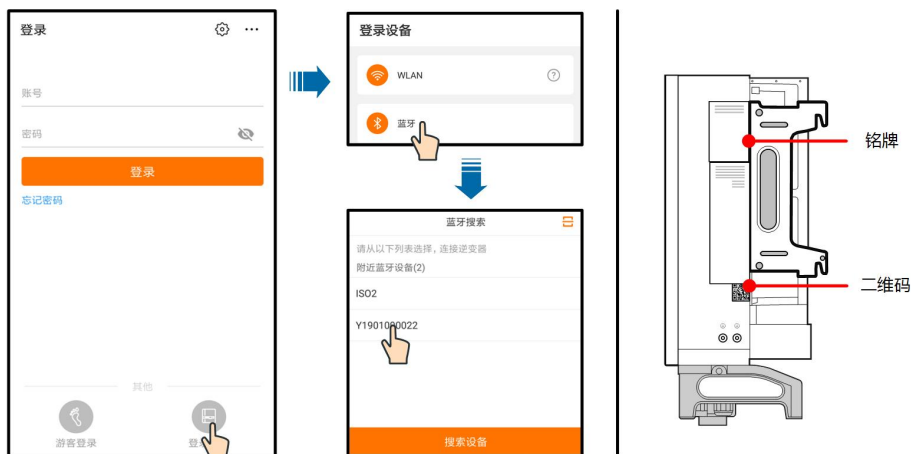 登录
账号
密码
登录
忘记密码
其他
游客登录
登录设备
WLAN
蓝牙
蓝牙搜索
请从以下列表选择，连接逆变器
附近蓝牙设备(2)
ISO2
Y1901000022
搜索设备
铭牌
二维码